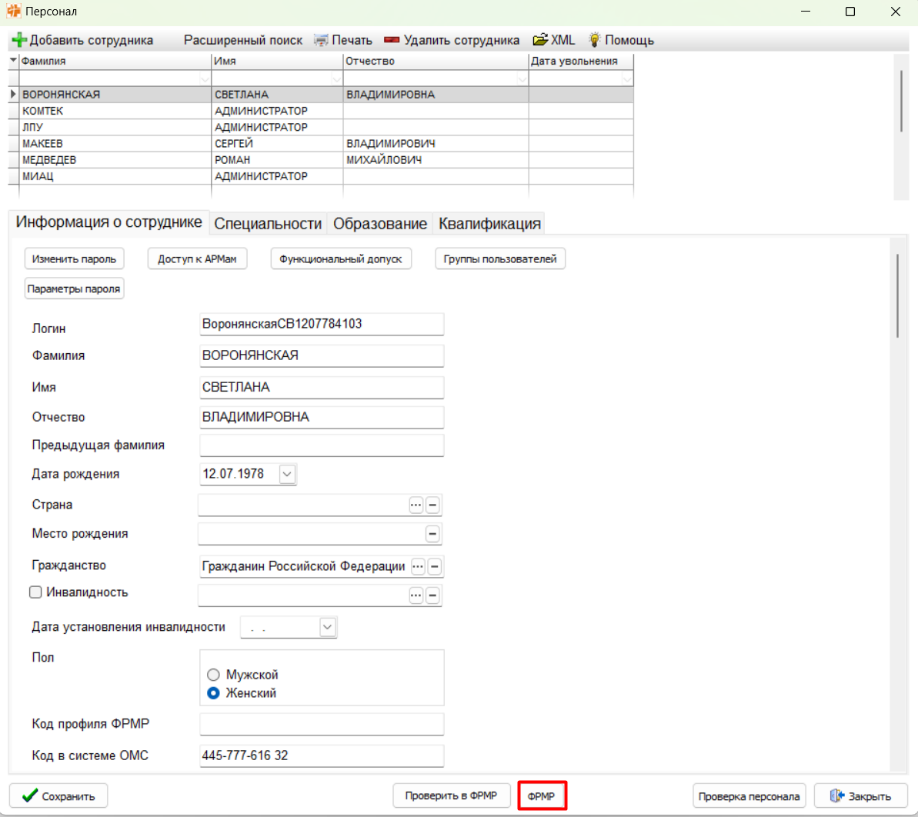 Персонал
Добавить сотрудника Расширенный поиск Печать Удалить сотрудника XML Помощь
Фамилия Имя Отчество Дата увольнения
ВОРОНЯНСКАЯ СВЕТЛАНА ВЛАДИМИРОВНА
КОМТЕК АДМИНИСТРАТОР
ЛПУ АДМИНИСТРАТОР
МАКЕЕВ СЕРГЕЙ ВЛАДИМИРОВИЧ
МЕДВЕДЕВ РОМАН МИХАЙЛОВИЧ
МИАЦ АДМИНИСТРАТОР
Информация о сотруднике Специальности Образование Квалификация
Изменить пароль Доступ к АРМам Функциональный допуск Группы пользователей
Параметры пароля
Логин ВоронянскаяСВ1207784103
Фамилия ВОРОНЯНСКАЯ
Имя СВЕТЛАНА
Отчество ВЛАДИМИРОВНА
Предыдущая фамилия
Дата рождения 12.07.1978
Страна
Место рождения
Гражданство Гражданин Российской Федерации
Инвалидность
Дата установления инвалидности . .
Пол
Мужской
Женский
Код профиля ФРМР
Код в системе ОМС 445-777-616 32
Сохранить Проверить в ФРМР ФРМР Проверка персонала Закрыть